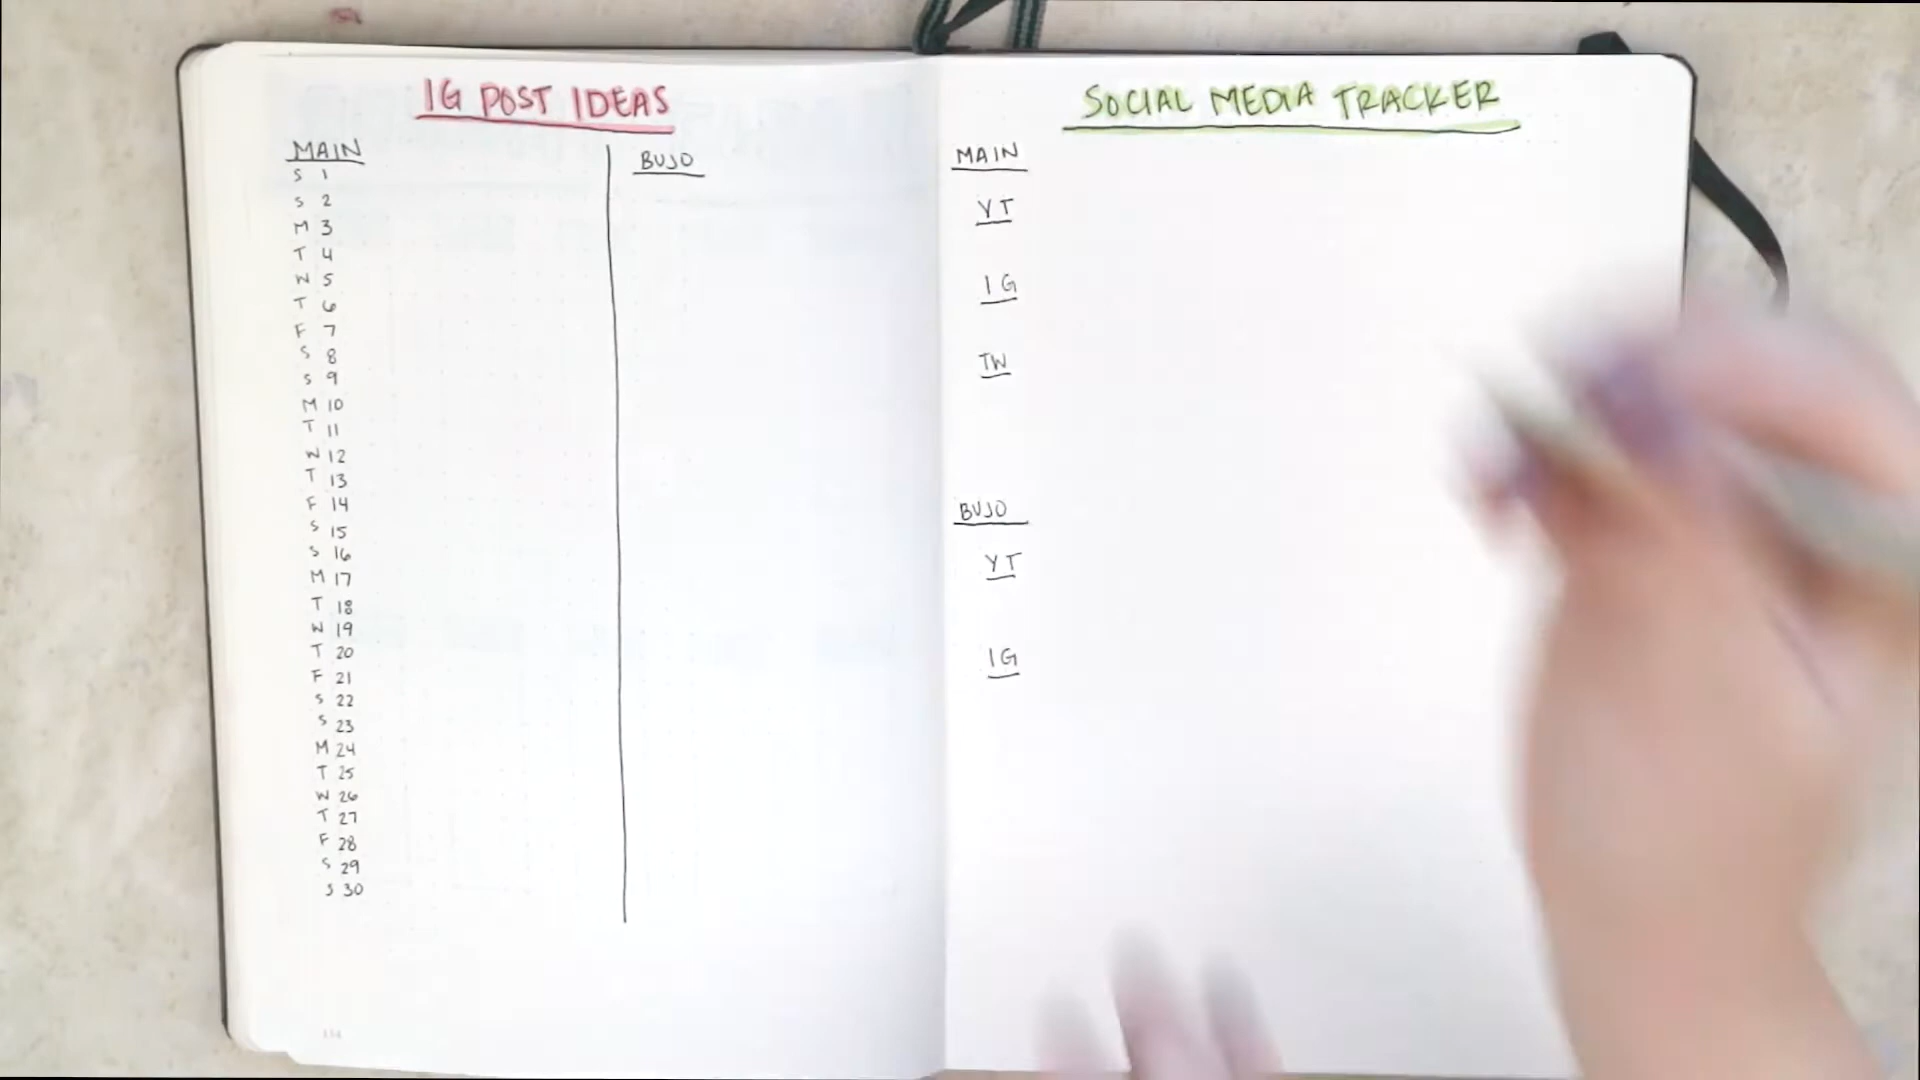 IG POST IDEAS
MAIN
S 1
S 2
M 3
T 4
W 5
T 6
F 7
S 8
S 9
M 10
T 11
W 12
T 13
F 14
S 15
S 16
M 17
T 18
W 19
T 20
F 21
S 22
S 23
M 24
T 25
W 26
T 27
F 28
S 29
S 30
BUJO
SOCIAL MEDIA TRACKER
MAIN
YT
IG
TW
BUJO
YT
IG